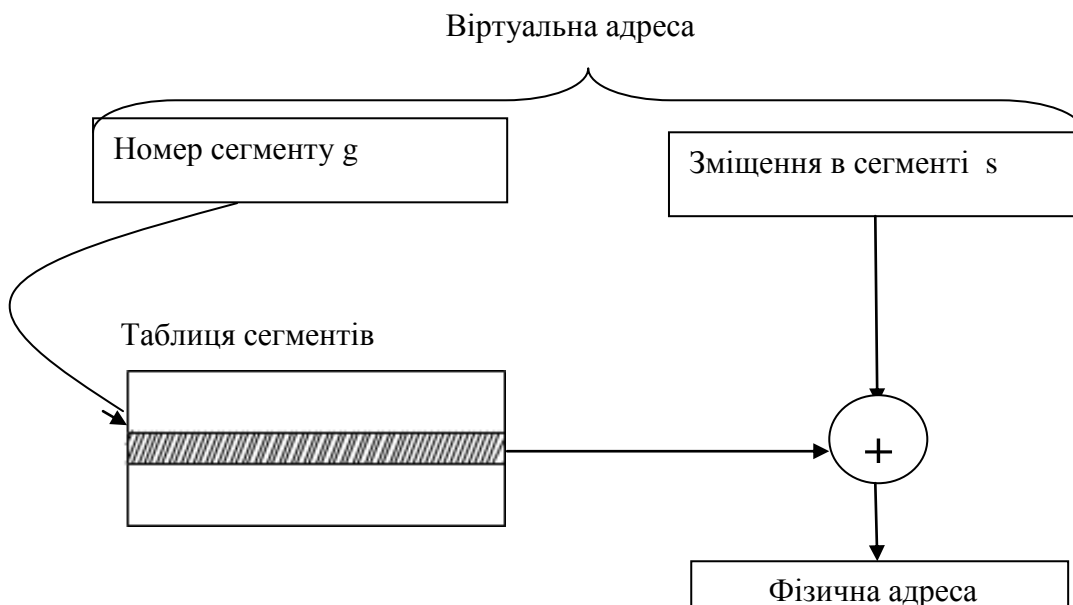 Віртуальна адреса
Номер сегменту g
Зміщення в сегменті s
Таблиця сегментів
+
Фізична адреса